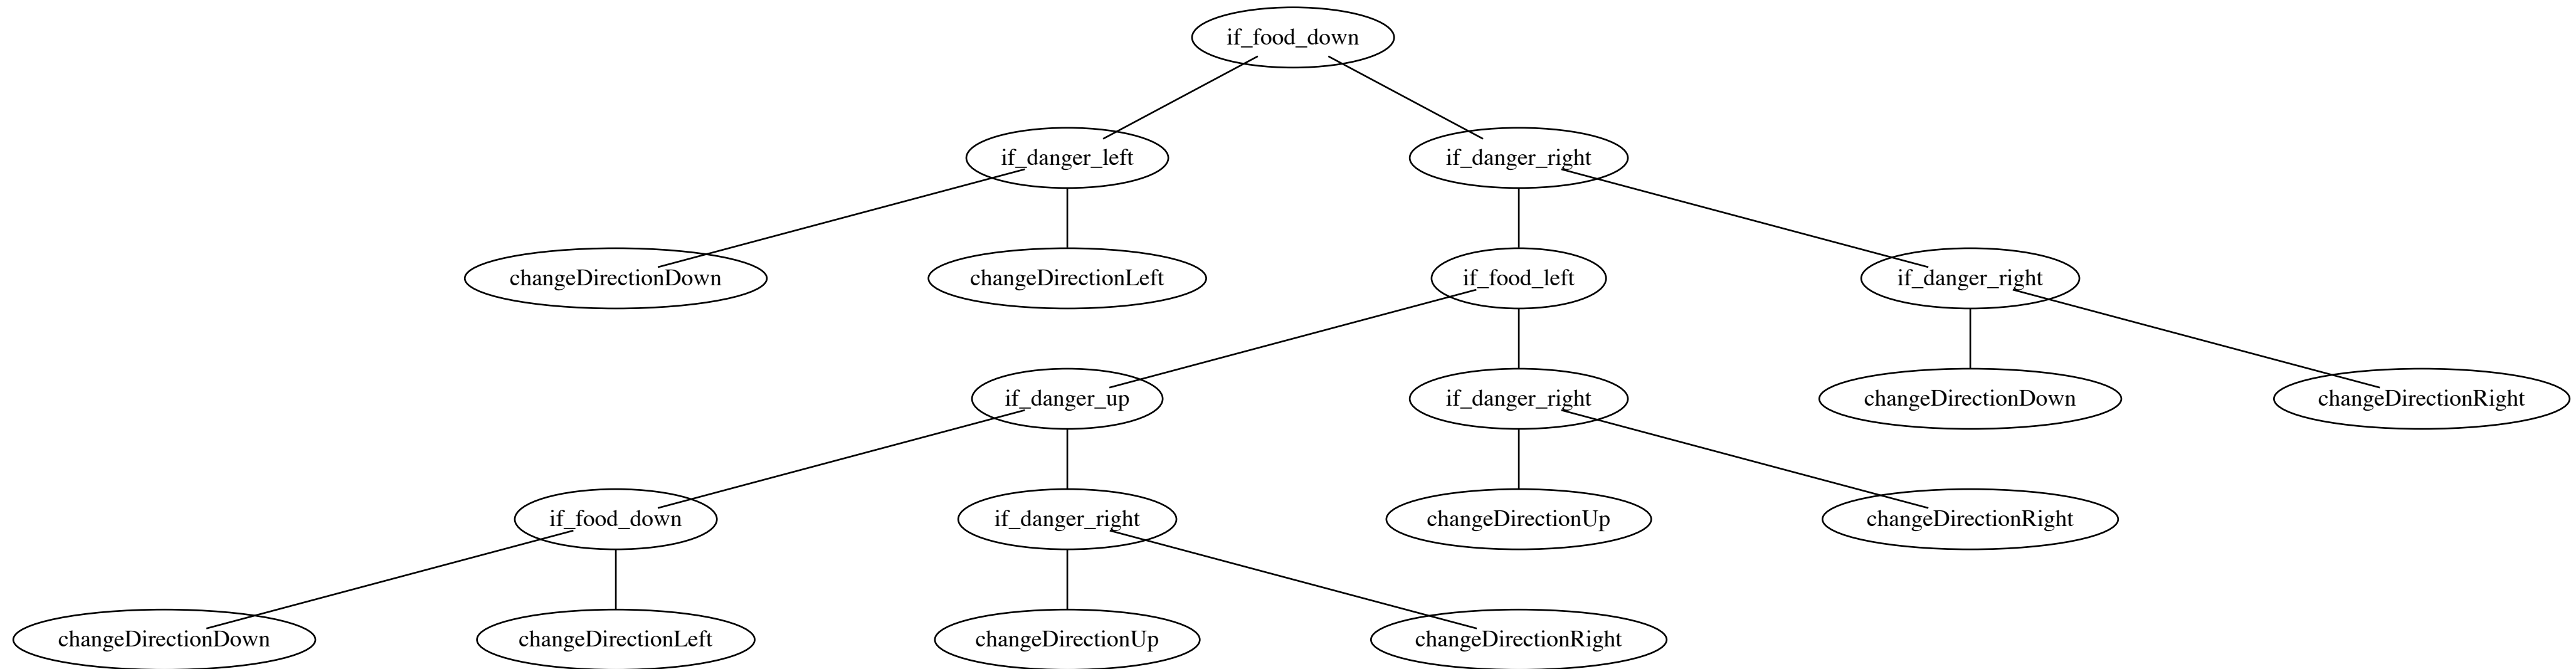 if_food_down
if_danger_left
if_danger_right
changeDirectionDown
changeDirectionLeft
if_food_left
if_danger_right
if_danger_up
if_danger_right
changeDirectionDown
changeDirectionRight
if_food_down
if_danger_right
changeDirectionUp
changeDirectionRight
changeDirectionDown
changeDirectionLeft
changeDirectionUp
changeDirectionRight